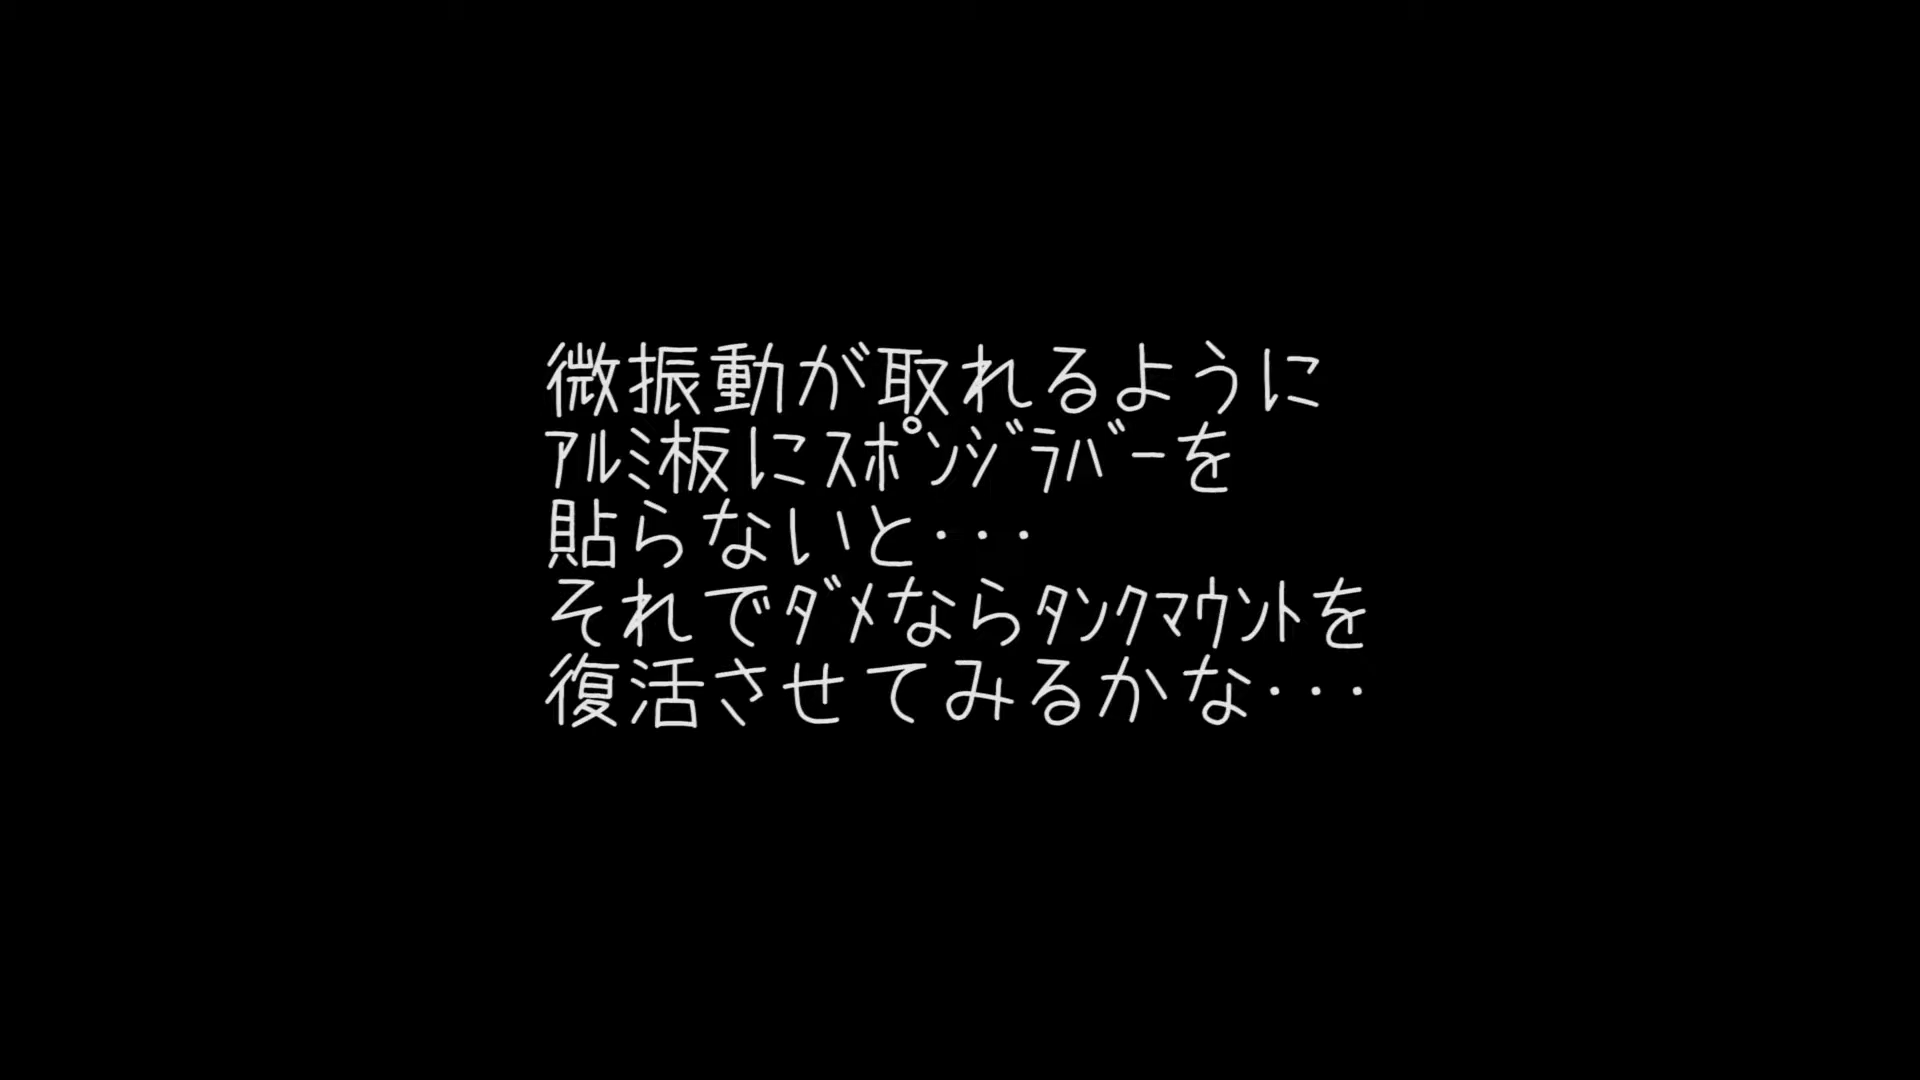 微振動が取れるように
ｱﾙﾐ板にｽﾎﾟﾝｼﾞﾗﾊﾞｰを
貼らないと･･･
それでﾀﾞﾒならﾀﾝｸﾏｳﾝﾄを
復活させてみるかな･･･